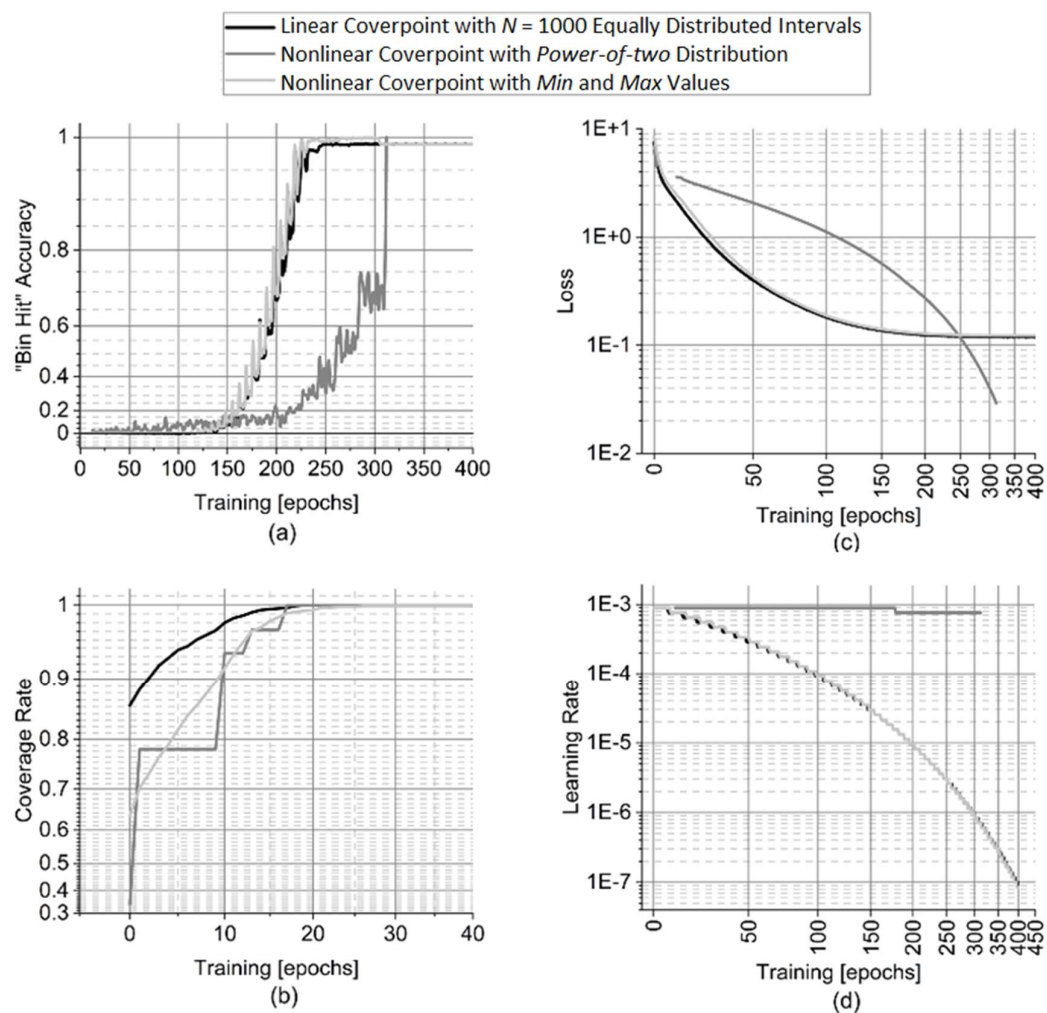 Linear Coverpoint with N = 1000 Equally Distributed Intervals
Nonlinear Coverpoint with Power-of-two Distribution
Nonlinear Coverpoint with Min and Max Values
"Bin Hit" Accuracy
1
0.8
0.6
0.4
0.2
0
0 50 100 150 200 250 300 350 400
Training [epochs]
(a)
Loss
1E+1
1E+0
1E-1
1E-2
0 50 100 150 200 250 300 350 400
Training [epochs]
(c)
Coverage Rate
1
0.9
0.8
0.7
0.6
0.5
0.4
0.3
0 10 20 30 40
Training [epochs]
(b)
Learning Rate
1E-3
1E-4
1E-5
1E-6
1E-7
0 50 100 150 200 250 300 350 400 450
Training [epochs]
(d)